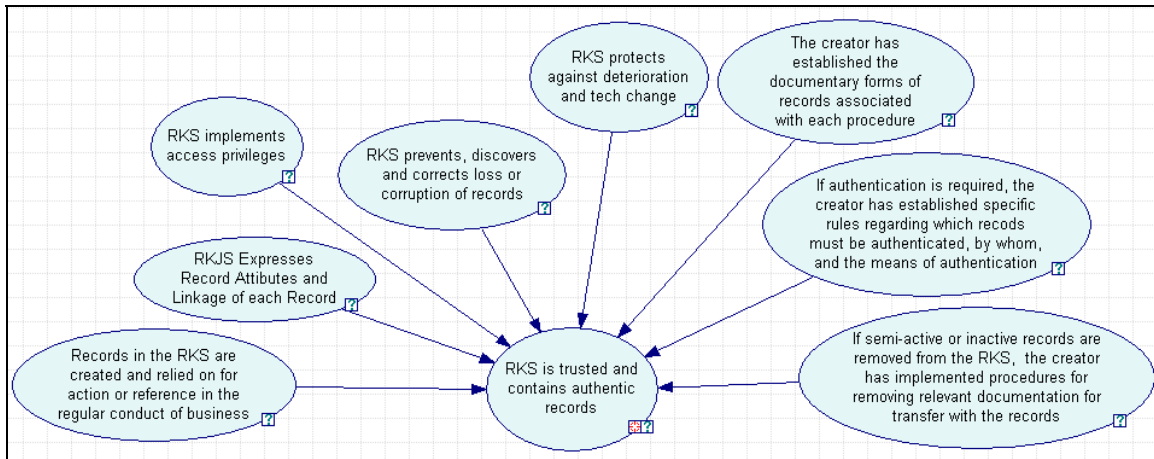 RKS protects
against deterioration
and tech change
The creator has
established the
documentary forms of
records associated
with each procedure
RKS implements
access privileges
RKS prevents, discovers
and corrects loss or
corruption of records
If authentication is required, the
creator has established specific
rules regarding which recods
must be authenticated, by whom,
and the means of authentication
RKJS Expresses
Record Attibutes and
Linkage of each Record
Records in the RKS are
created and relied on for
action or reference in the
regular conduct of business
RKS is trusted and
contains authentic
records
If semi-active or inactive records are
removed from the RKS,  the creator
has implemented procedures for
removing relevant documentation for
transfer with the records
?
?
?
?
?
?
?
?
?